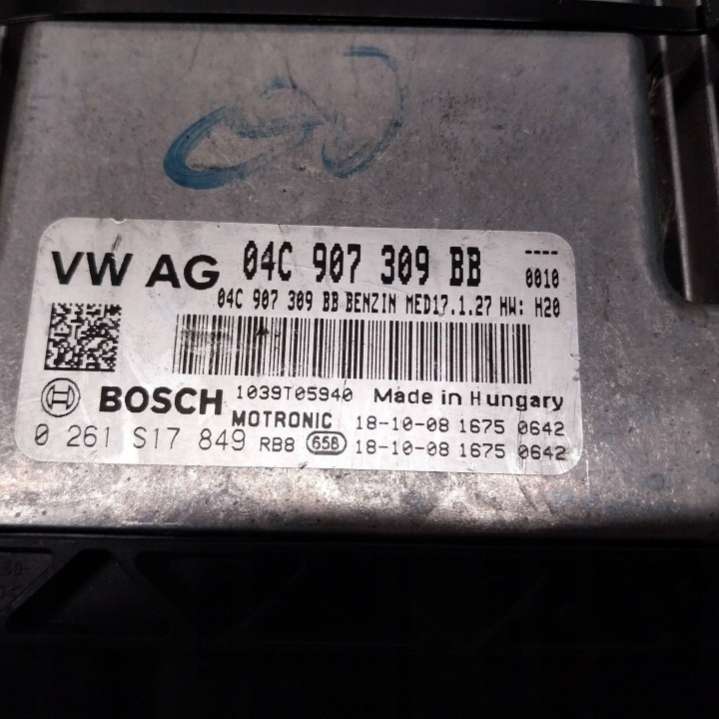 VW AG 04C 907 309 BB ----
0010
04C 907 309 BB BENZIN MED17.1.27 HW: H20
BOSCH 1039T05940 Made in Hungary
MOTRONIC 18-10-08 1675 0642
0 261 S17 849 RB8 65B 18-10-08 1675 0642